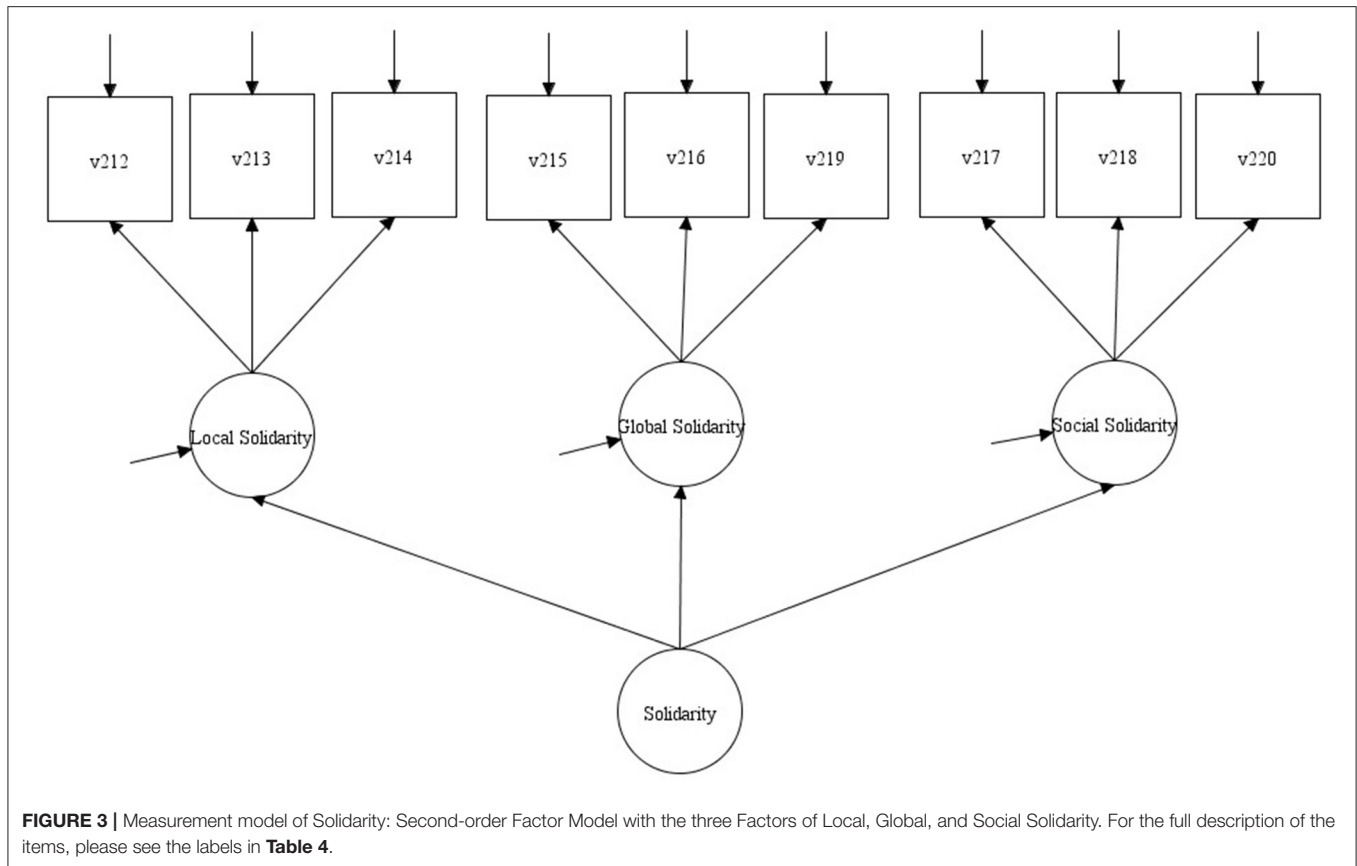 v212 v213 v214 v215 v216 v219 v217 v218 v220
Local Solidarity Global Solidarity Social Solidarity
Solidarity
FIGURE 3 | Measurement model of Solidarity: Second-order Factor Model with the three Factors of Local, Global, and Social Solidarity. For the full description of the
items, please see the labels in Table 4.